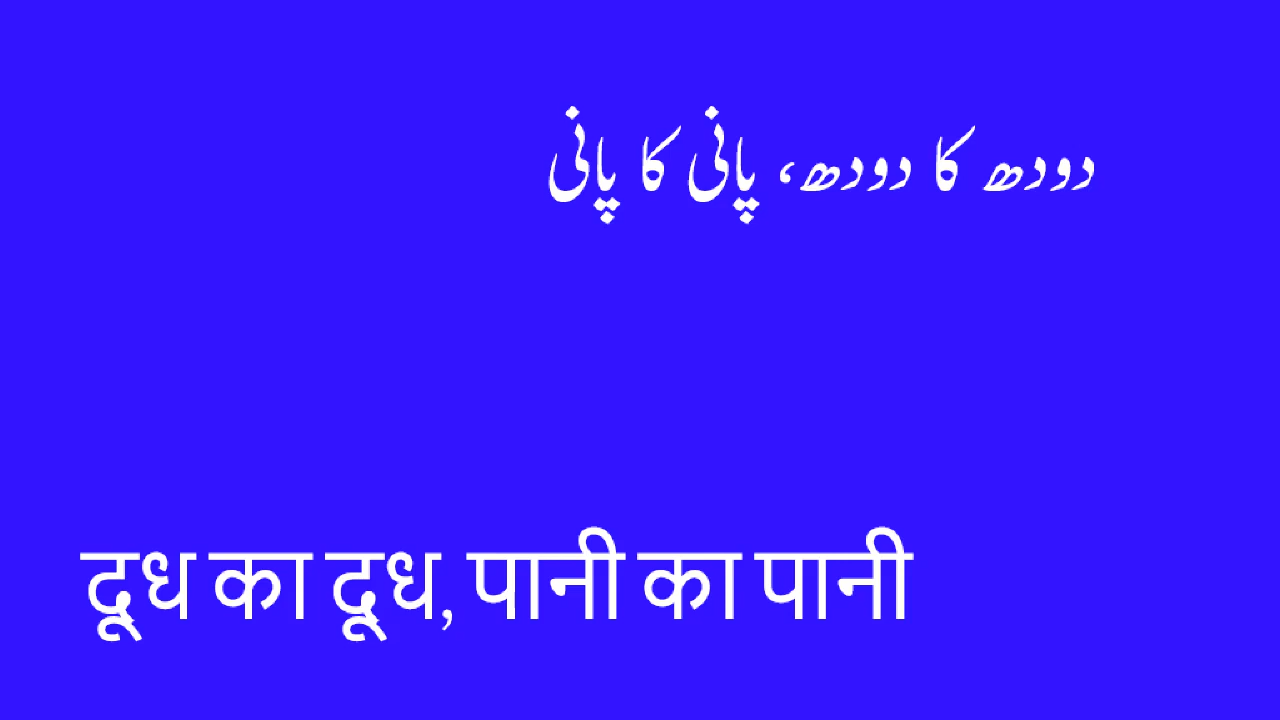 دودھ کا دودھ، پانی کا پانی
दूध का दूध, पानी का पानी